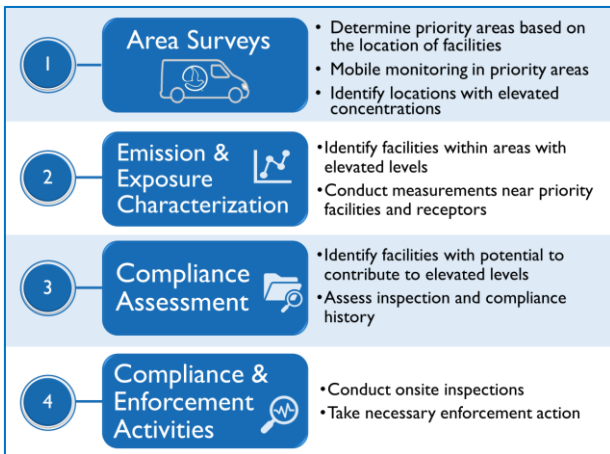 1
Area Surveys
• Determine priority areas based on
the location of facilities
• Mobile monitoring in priority areas
• Identify locations with elevated
concentrations
2
Emission &
Exposure
Characterization
•Identify facilities within areas with
elevated levels
•Conduct measurements near priority
facilities and receptors
3
Compliance
Assessment
•Identify facilities with potential to
contribute to elevated levels
•Assess inspection and compliance
history
4
Compliance &
Enforcement
Activities
•Conduct onsite inspections
•Take necessary enforcement action